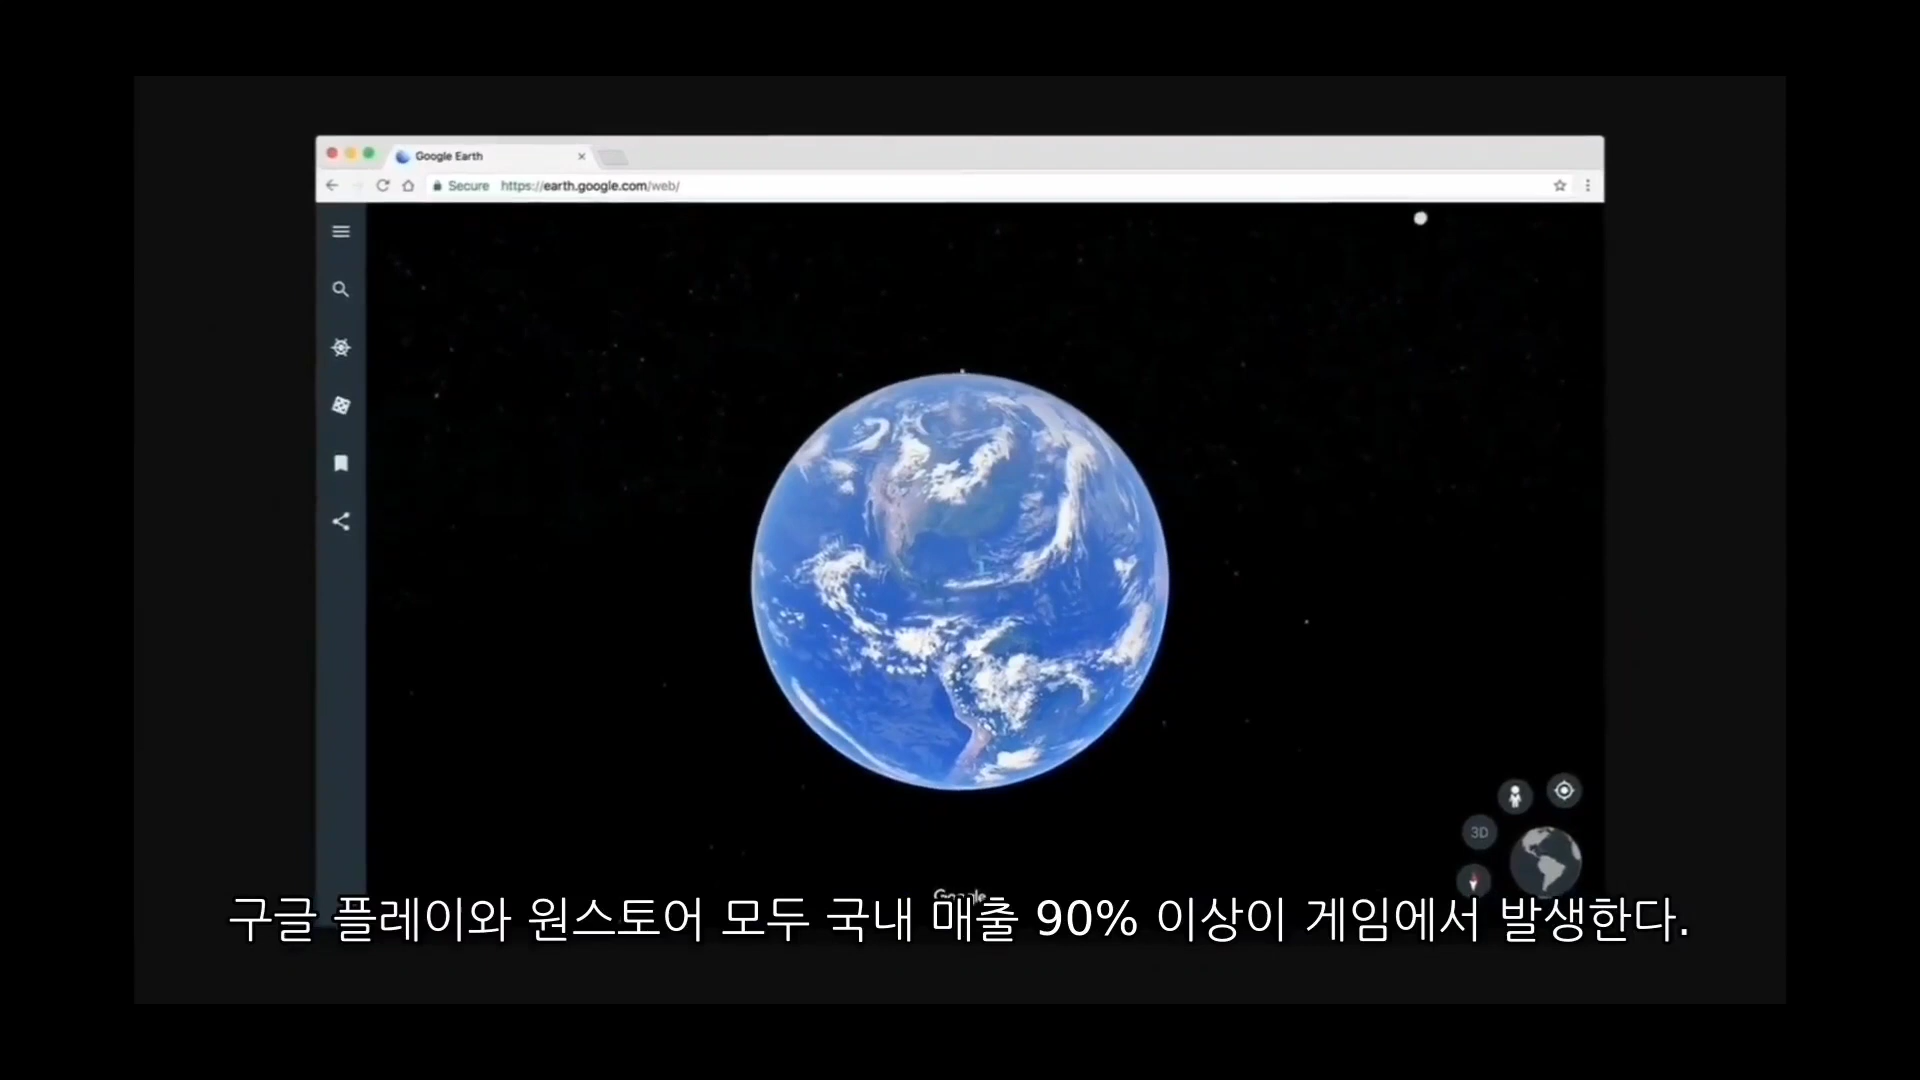 Google Earth
Secure https://earth.google.com/web/
3D
Google
구글 플레이와 원스토어 모두 국내 매출 90% 이상이 게임에서 발생한다.